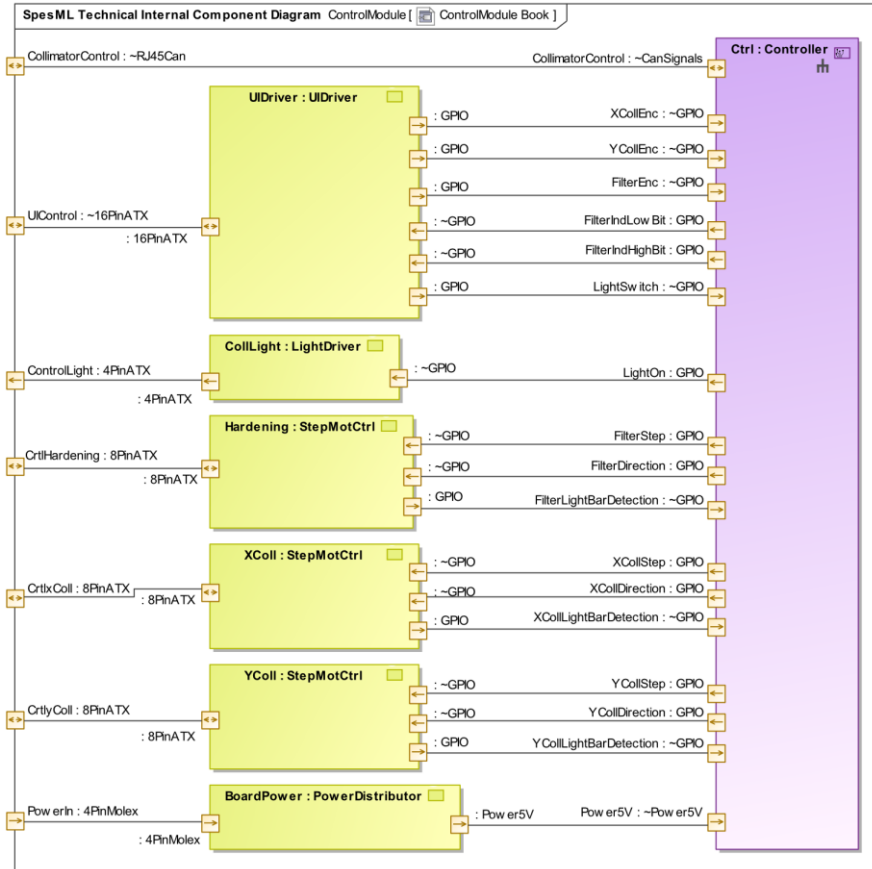 SpesML Technical Internal Component Diagram ControlModule [ ControlModule Book ]
CollimatorControl : ~RJ45Can
CollimatorControl : ~CanSignals
Ctrl : Controller
UIDriver : UIDriver
: GPIO
XCollEnc : ~GPIO
: GPIO
YCollEnc : ~GPIO
: GPIO
FilterEnc : ~GPIO
UIControl : ~16PinATX
: 16PinATX
: ~GPIO
FilterIndLowBit : GPIO
: ~GPIO
FilterIndHighBit : GPIO
: GPIO
LightSwitch : ~GPIO
CollLight : LightDriver
ControlLight : 4PinATX
: 4PinATX
: ~GPIO
LightOn : GPIO
Hardening : StepMotCtrl
: ~GPIO
FilterStep : GPIO
CrtlHardening : 8PinATX
: 8PinATX
: ~GPIO
FilterDirection : GPIO
: GPIO
FilterLightBarDetection : ~GPIO
XColl : StepMotCtrl
: ~GPIO
XCollStep : GPIO
CrtlxColl : 8PinATX
: 8PinATX
: ~GPIO
XCollDirection : GPIO
: GPIO
XCollLightBarDetection : ~GPIO
YColl : StepMotCtrl
: ~GPIO
YCollStep : GPIO
CrtlyColl : 8PinATX
: 8PinATX
: ~GPIO
YCollDirection : GPIO
: GPIO
YCollLightBarDetection : ~GPIO
BoardPower : PowerDistributor
PowerIn : 4PinMolex
: 4PinMolex
: Power5V
Power5V : ~Power5V